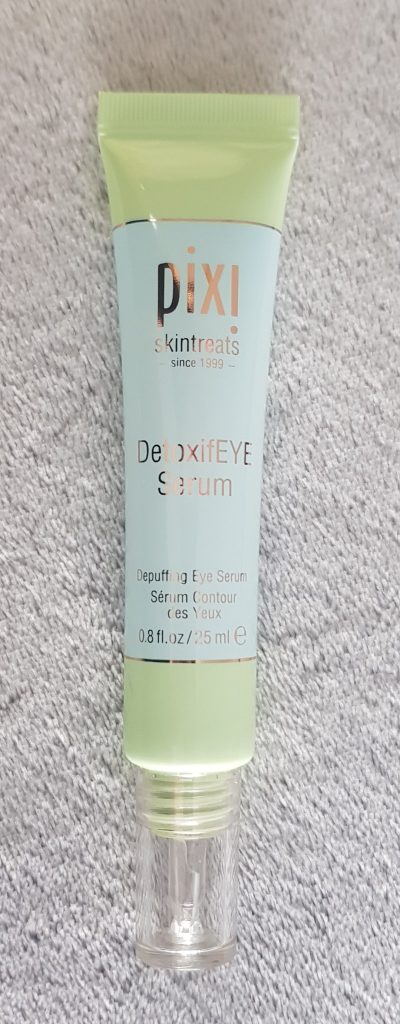 pixi
skintreats
– since 1999 –
DetoxifEYE
Serum
Depuffing Eye Serum
Sérum Contour
des Yeux
0.8 fl.oz / 25 ml ℮